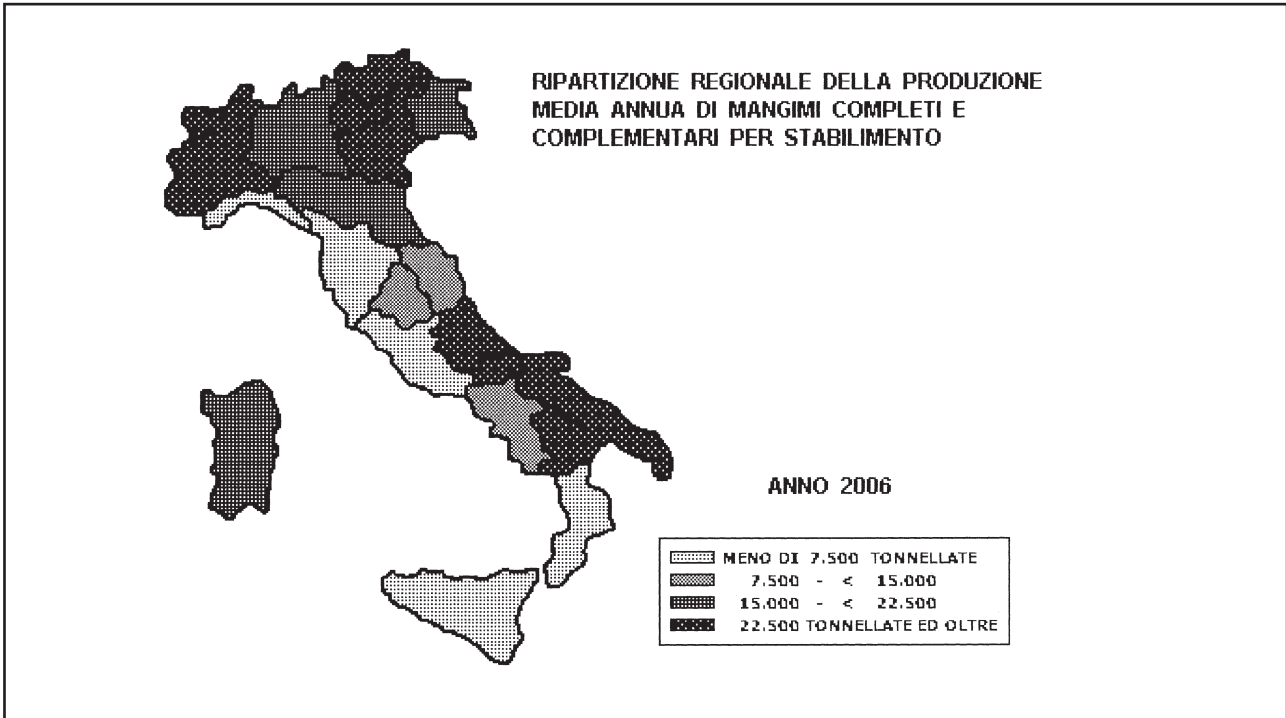 RIPARTIZIONE REGIONALE DELLA PRODUZIONE
MEDIA ANNUA DI MANGIMI COMPLETI E
COMPLEMENTARI PER STABILIMENTO
ANNO 2006
MENO DI 7.500 TONNELLATE
7.500 - < 15.000
15.000 - < 22.500
22.500 TONNELLATE ED OLTRE